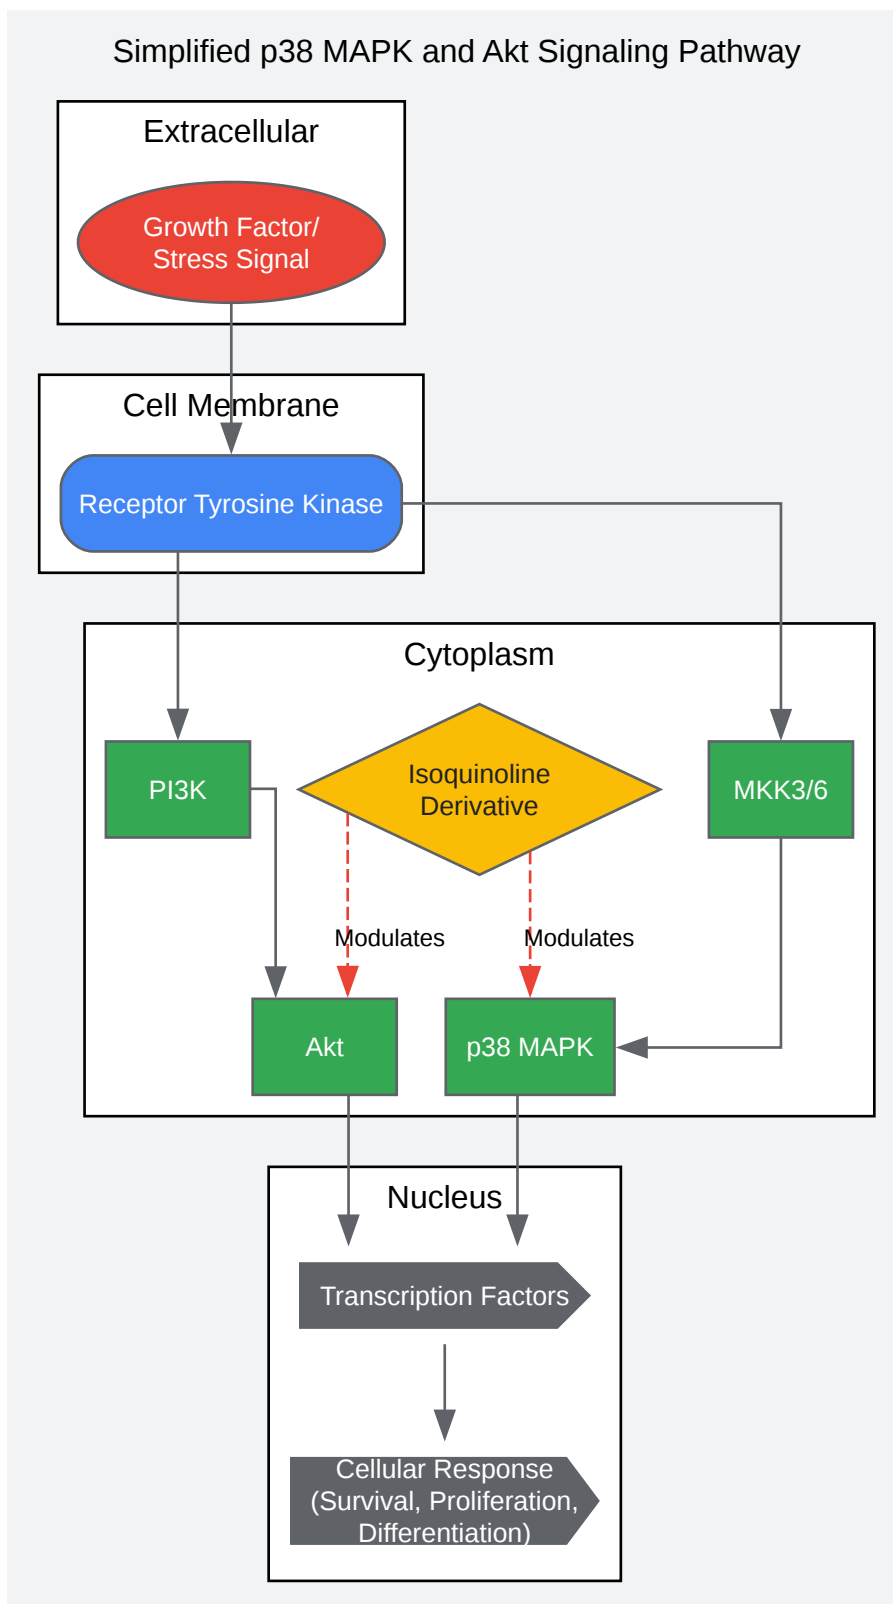 Simplified p38 MAPK and Akt Signaling Pathway
Extracellular
Growth Factor/
Stress Signal
Cell Membrane
Receptor Tyrosine Kinase
Cytoplasm
PI3K
Isoquinoline
Derivative
MKK3/6
Modulates
Modulates
Akt
p38 MAPK
Nucleus
Transcription Factors
Cellular Response
(Survival, Proliferation,
Differentiation)